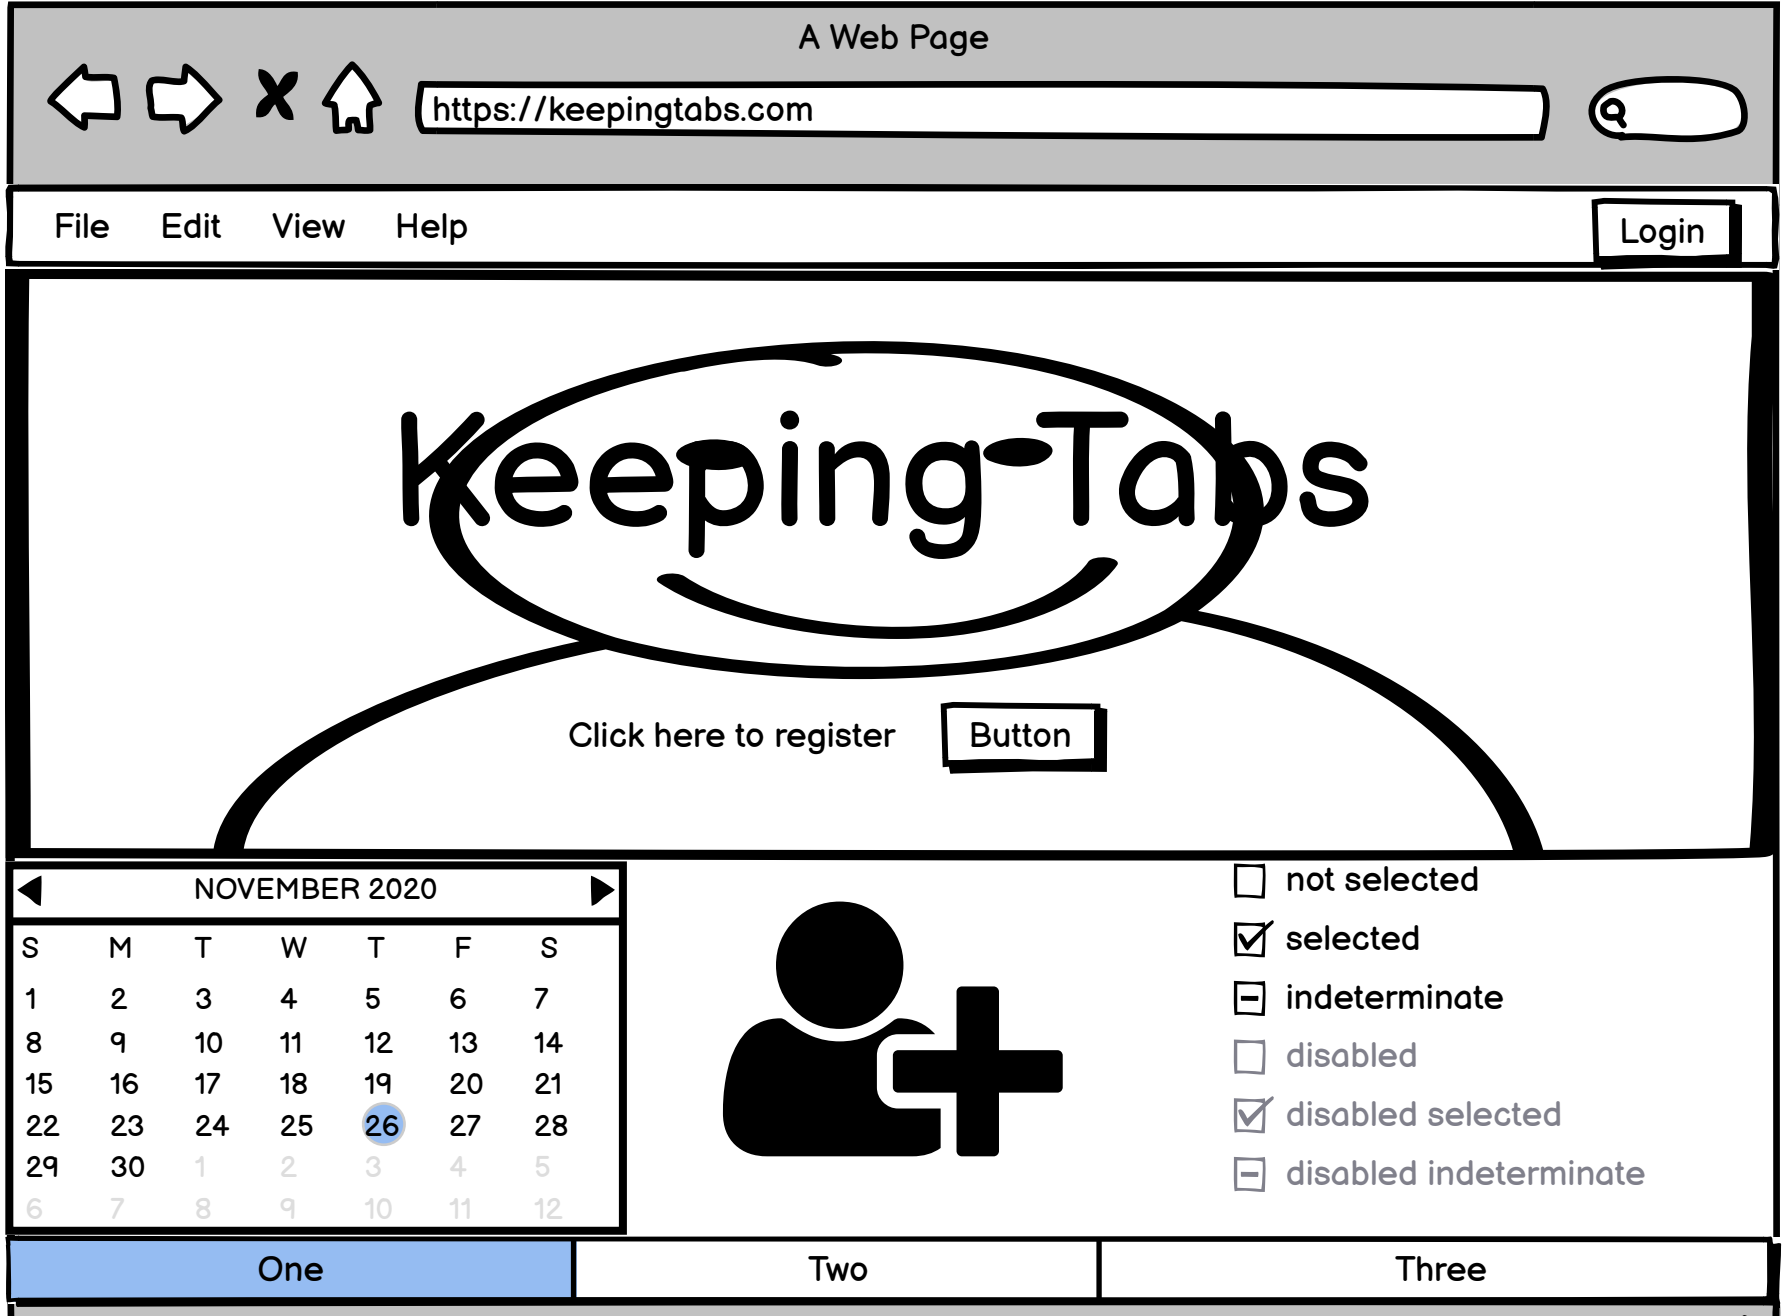 A Web Page
https://keepingtabs.com
File Edit View Help Login
Keeping Tabs
Click here to register Button
NOVEMBER 2020
S M T W T F S
1 2 3 4 5 6 7
8 9 10 11 12 13 14
15 16 17 18 19 20 21
22 23 24 25 26 27 28
29 30 1 2 3 4 5
6 7 8 9 10 11 12
not selected
selected
indeterminate
disabled
disabled selected
disabled indeterminate
One Two Three